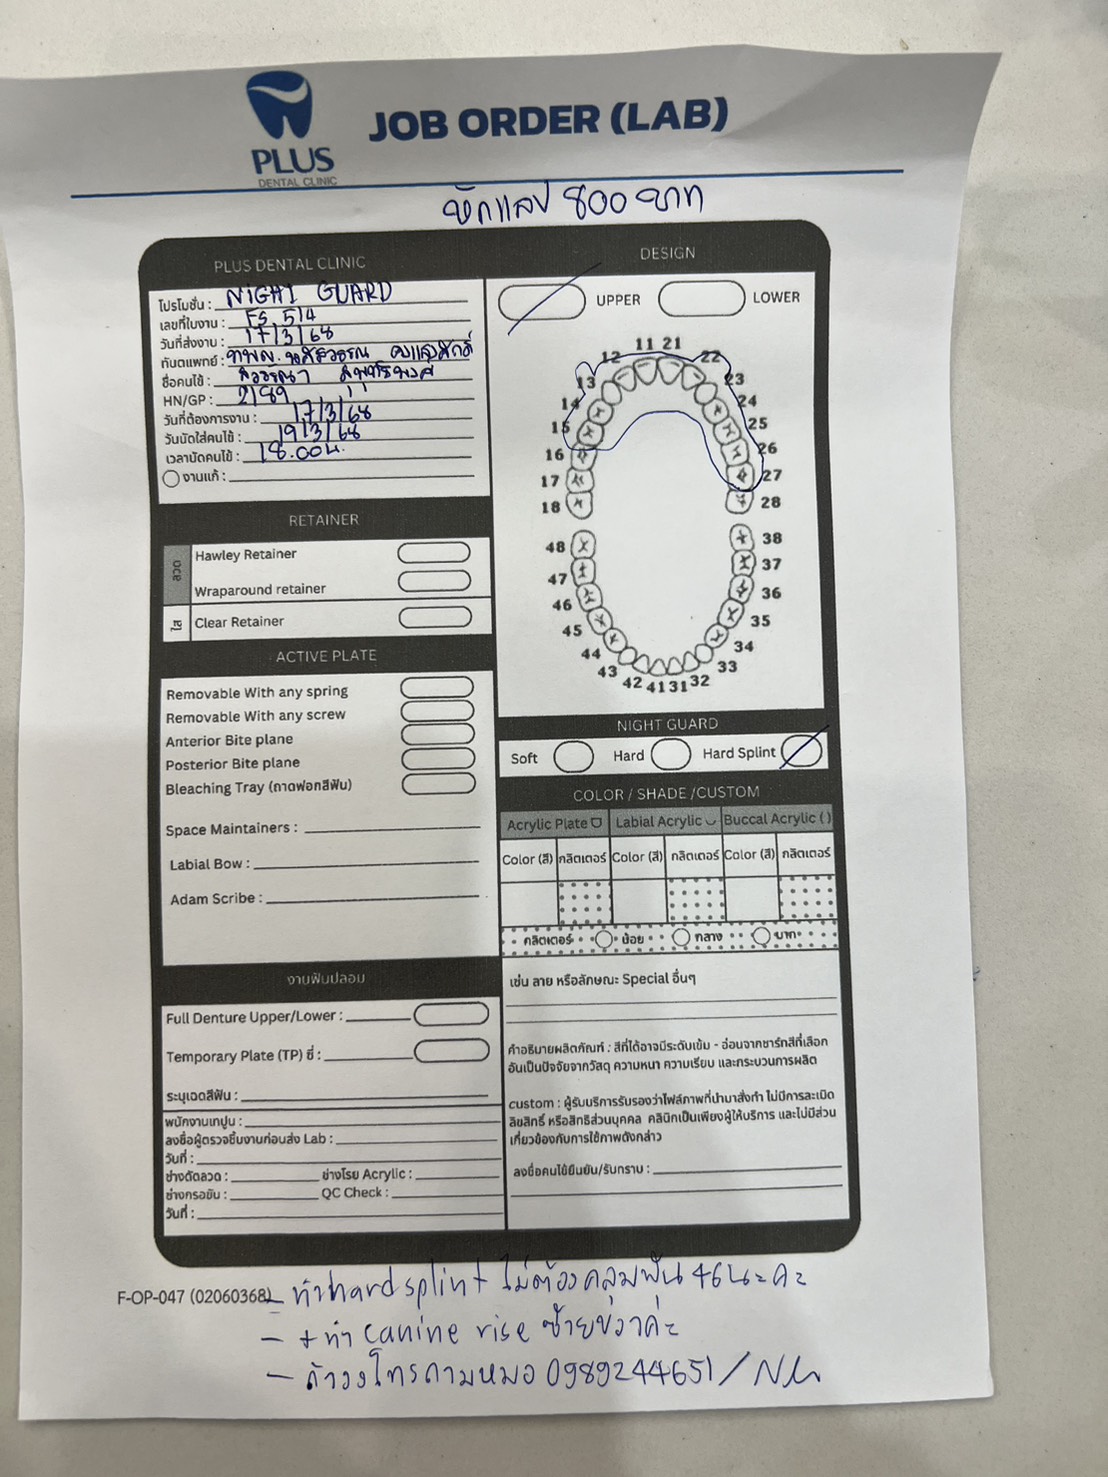 PLUS
DENTAL CLINIC
JOB ORDER (LAB)
หักแลป 800 บาท
PLUS DENTAL CLINIC
โปรโมชั่น : NIGHT GUARD
เลขที่ใบงาน : FS 514
วันที่ส่งงาน : 17/3/68
ทันตแพทย์ : ทพญ.
ชื่อคนไข้ :
HN/GP : 2189
วันที่ต้องการงาน : 17/3/68
วันนัดใส่คนไข้ : 19/3/68
เวลานัดคนไข้ : 18.00น.
งานแก้ :
DESIGN
UPPER LOWER
11 21
12 22
13 23
14 24
15 25
16 26
17 27
18 28
48 38
47 37
46 36
45 35
44 34
43 33
42 41 31 32
RETAINER
ลวด
Hawley Retainer
Wraparound retainer
ใส
Clear Retainer
ACTIVE PLATE
Removable With any spring
Removable With any screw
Anterior Bite plane
Posterior Bite plane
Bleaching Tray (ถาดฟอกสีฟัน)
Space Maintainers :
Labial Bow :
Adam Scribe :
NIGHT GUARD
Soft Hard Hard Splint
COLOR / SHADE /CUSTOM
Acrylic Plate Labial Acrylic Buccal Acrylic ( )
Color (สี) กลิตเตอร์ Color (สี) กลิตเตอร์ Color (สี) กลิตเตอร์
กลิตเตอร์ น้อย กลาง มาก
เช่น ลาย หรือลักษณะ Special อื่นๆ
คำอธิบายผลิตภัณฑ์ : สีที่ได้อาจมีระดับเข้ม - อ่อนจากชาร์ทสีที่เลือก
อันเป็นปัจจัยจากวัสดุ ความหนา ความเรียบ และกระบวนการผลิต
custom : ผู้รับบริการรับรองว่าไฟล์ภาพที่นำมาสั่งทำ ไม่มีการละเมิด
ลิขสิทธิ์ หรือสิทธิส่วนบุคคล คลินิกเป็นเพียงผู้ให้บริการ และไม่มีส่วน
เกี่ยวข้องกับการใช้ภาพดังกล่าว
ลงชื่อคนไข้ยืนยัน/รับทราบ :
งานฟันปลอม
Full Denture Upper/Lower :
Temporary Plate (TP) ซี่ :
ระบุเฉดสีฟัน :
พนักงานเทปูน :
ลงชื่อผู้ตรวจชิ้นงานก่อนส่ง Lab :
วันที่ :
ช่างดัดลวด : ช่างโรย Acrylic :
ช่างกรอขัด : QC Check :
วันที่ :
F-OP-047 (02060368)
- ทำ hard splint ไม่ต้องคลุมฟัน 46 นะคะ
- + ทำ canine rise ซ้ายขวาค่ะ
- ถ้างงโทรถามหมอ 0989244651 /